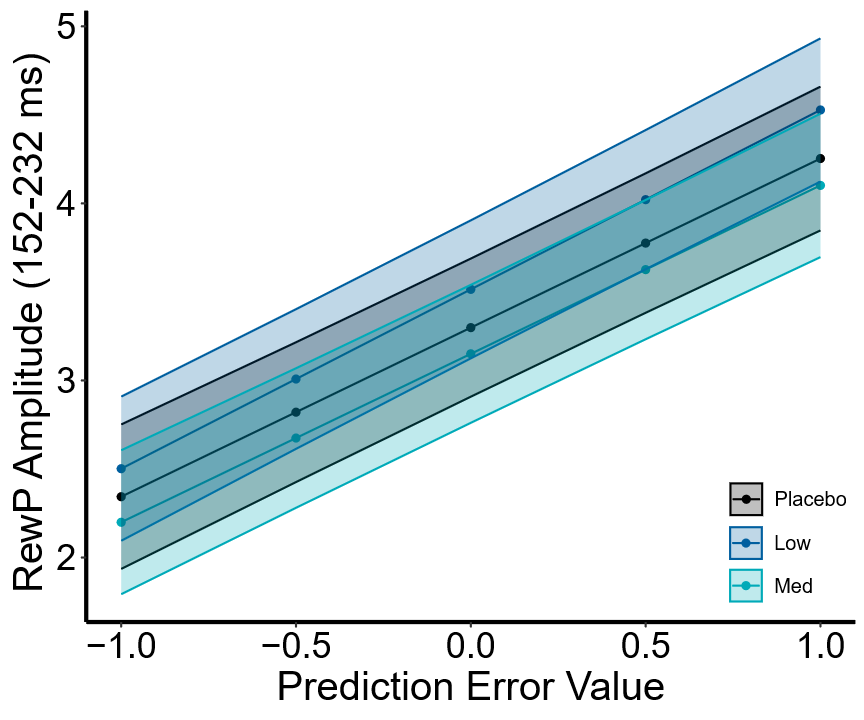 RewP Amplitude (152-232 ms)
5
4
3
2
−1.0 −0.5 0.0 0.5 1.0
Prediction Error Value
Placebo
Low
Med